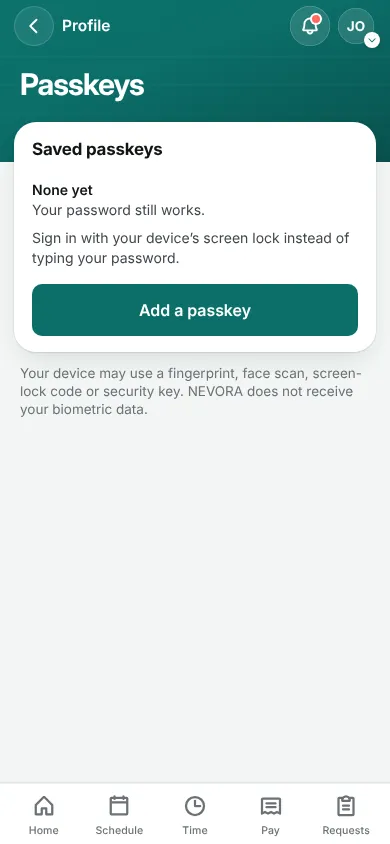 Profile
JO
Passkeys
Saved passkeys
None yet
Your password still works.
Sign in with your device’s screen lock instead of
typing your password.
Add a passkey
Your device may use a fingerprint, face scan, screen-
lock code or security key. NEVORA does not receive
your biometric data.
Home
Schedule
Time
Pay
Requests